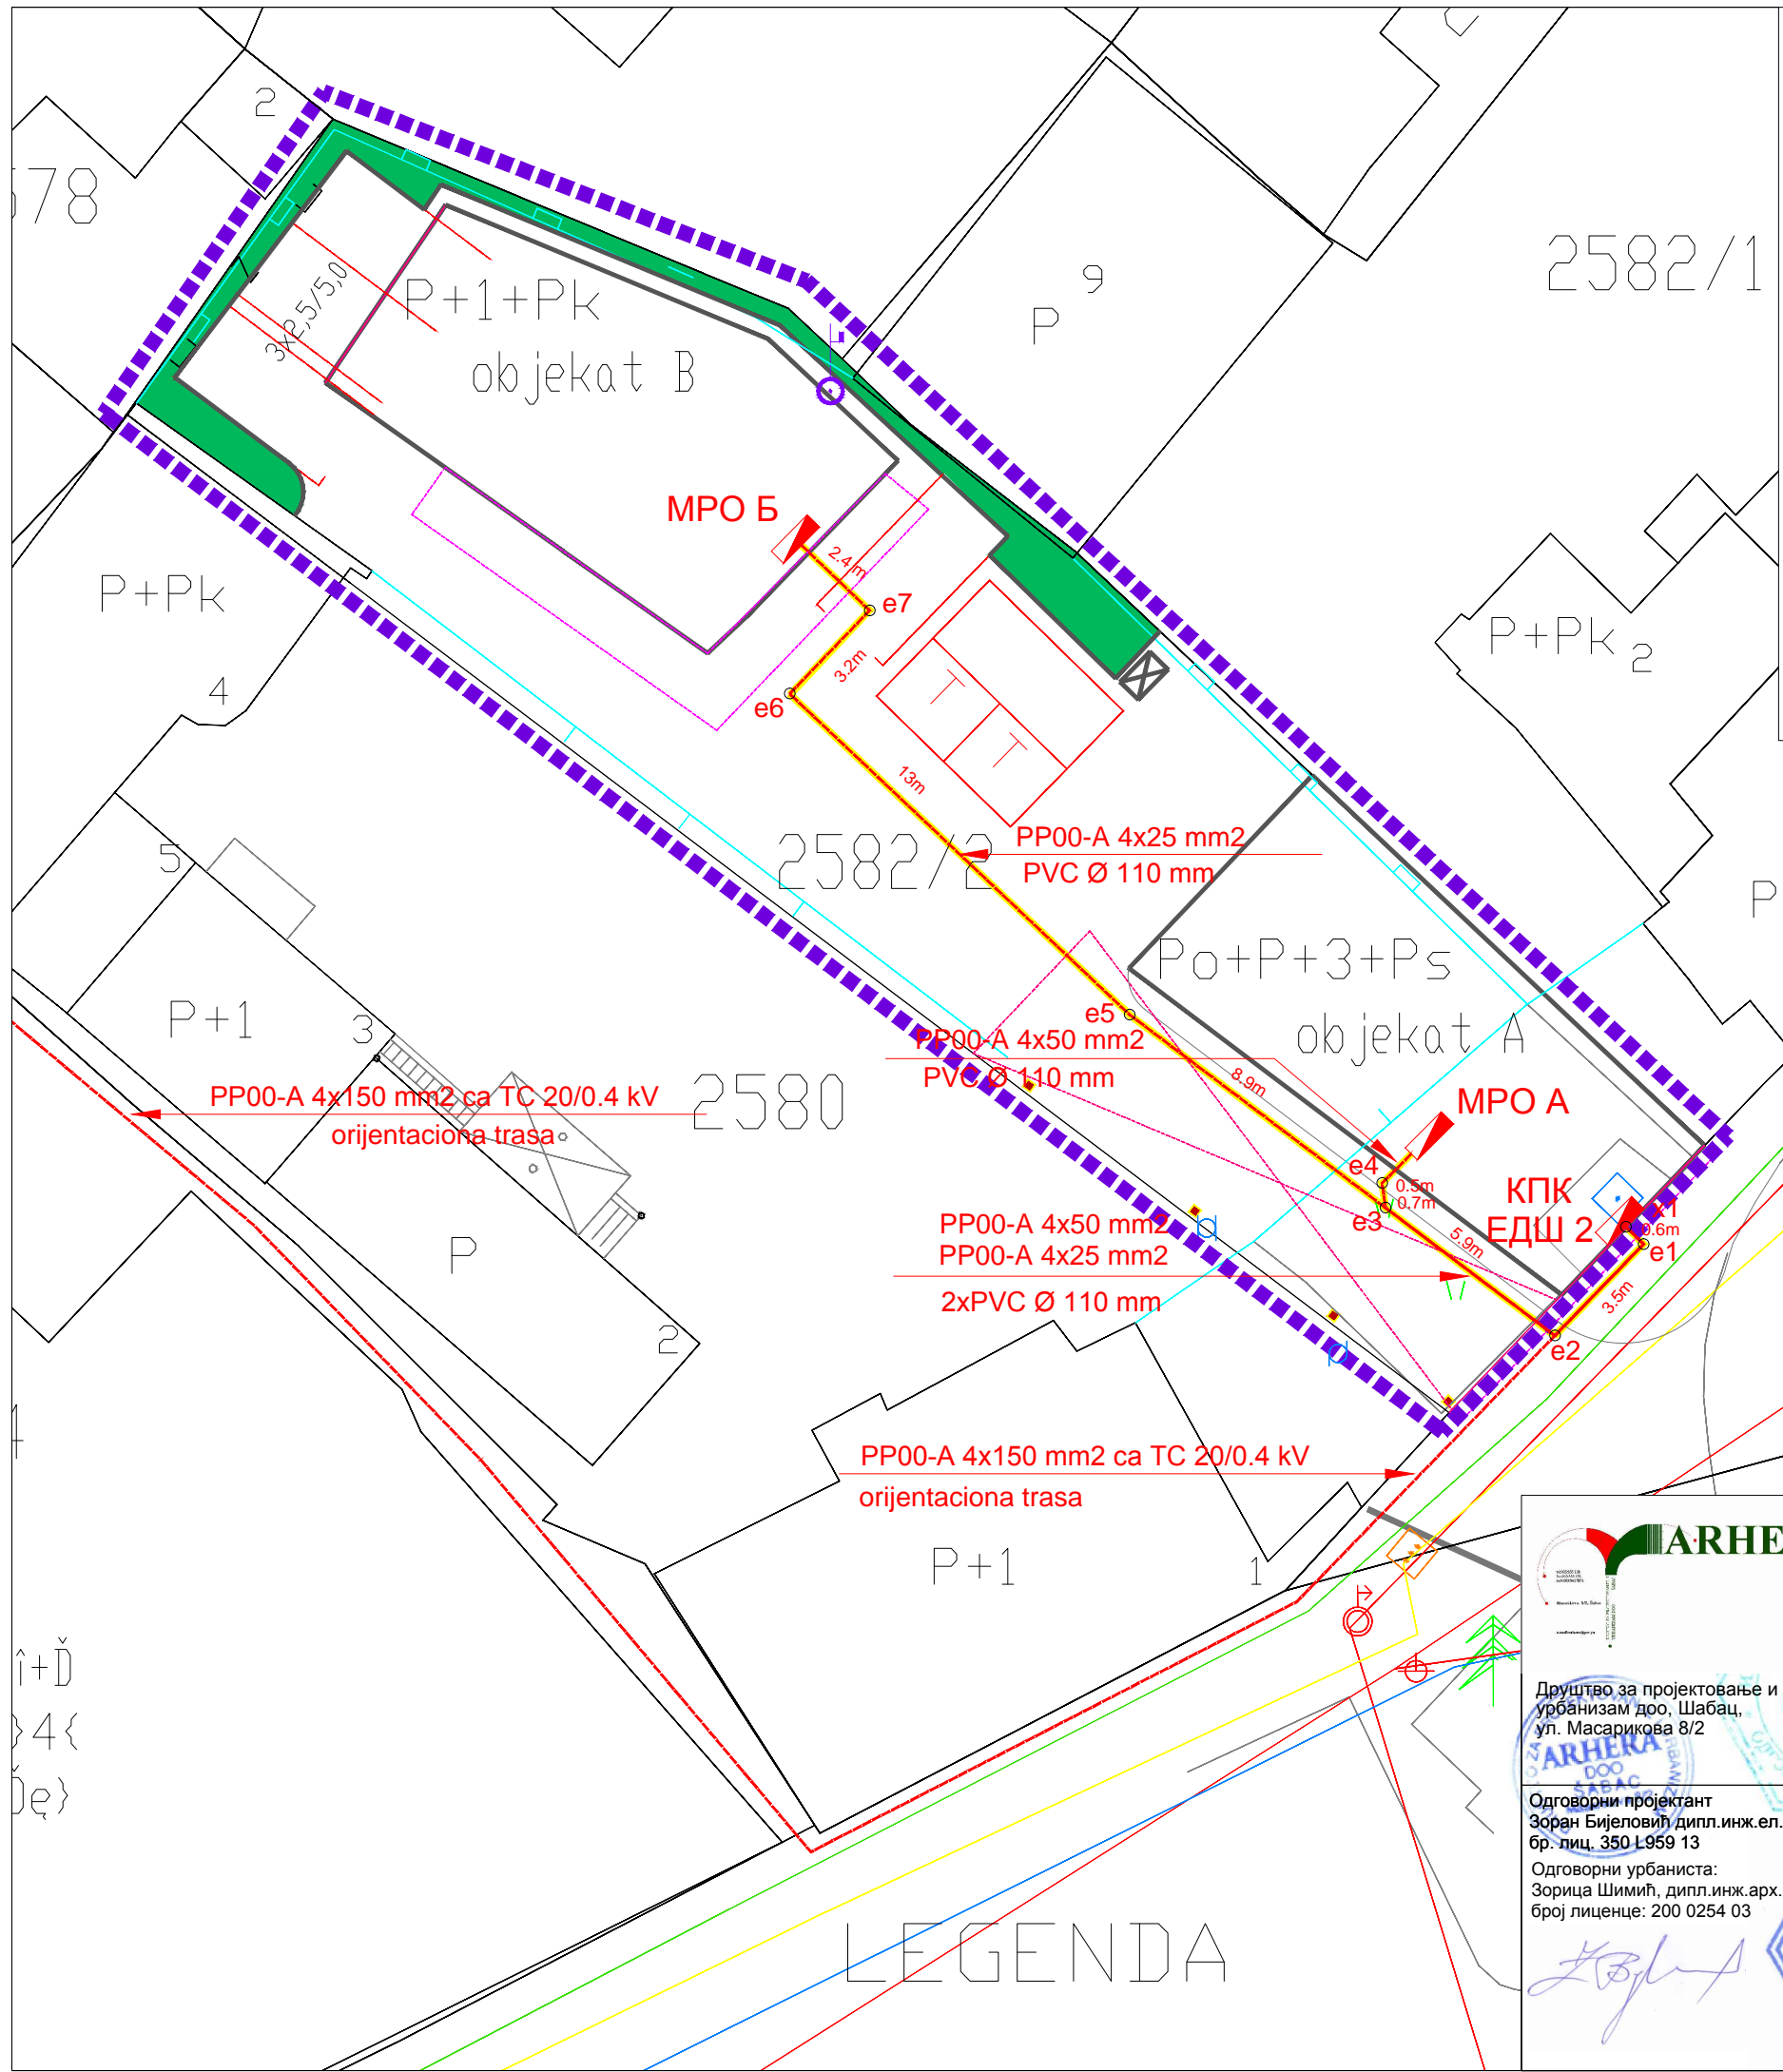 2
578
2582/1
9
P
3x2,5/5,0
P+1+Pk
objekat B
МРО Б
2.4m
e7
3.2m
e6
P+Pk
4
P+Pk
2
13m
PP00-A 4x25 mm2
2582/2
PVC Ø 110 mm
5
P
Po+P+3+Ps
objekat A
P+1
3
e5
PP00-A 4x50 mm2
PVC Ø 110 mm
8.9m
PP00-A 4x150 mm2 ca TC 20/0.4 kV
orijentaciona trasa
2580
МРО А
e4
0.5m
0.7m
e3
КПК
ЕДШ 2
0.6m
e1
5.9m
3.5m
e2
PP00-A 4x50 mm2
PP00-A 4x25 mm2
2xPVC Ø 110 mm
P
2
PP00-A 4x150 mm2 ca TC 20/0.4 kV
orijentaciona trasa
P+1
1
î+Ď
}4{
ARHE
Друштво за пројектовање и
урбанизам доо, Шабац,
ул. Масарикова 8/2
ARHERA
DOO
ŠABAC
Одговорни пројектант
Зоран Бијеловић дипл.инж.ел.
бр. лиц. 350 L959 13
Одговорни урбаниста:
Зорица Шимић, дипл.инж.арх.
број лиценце: 200 0254 03
LEGENDA